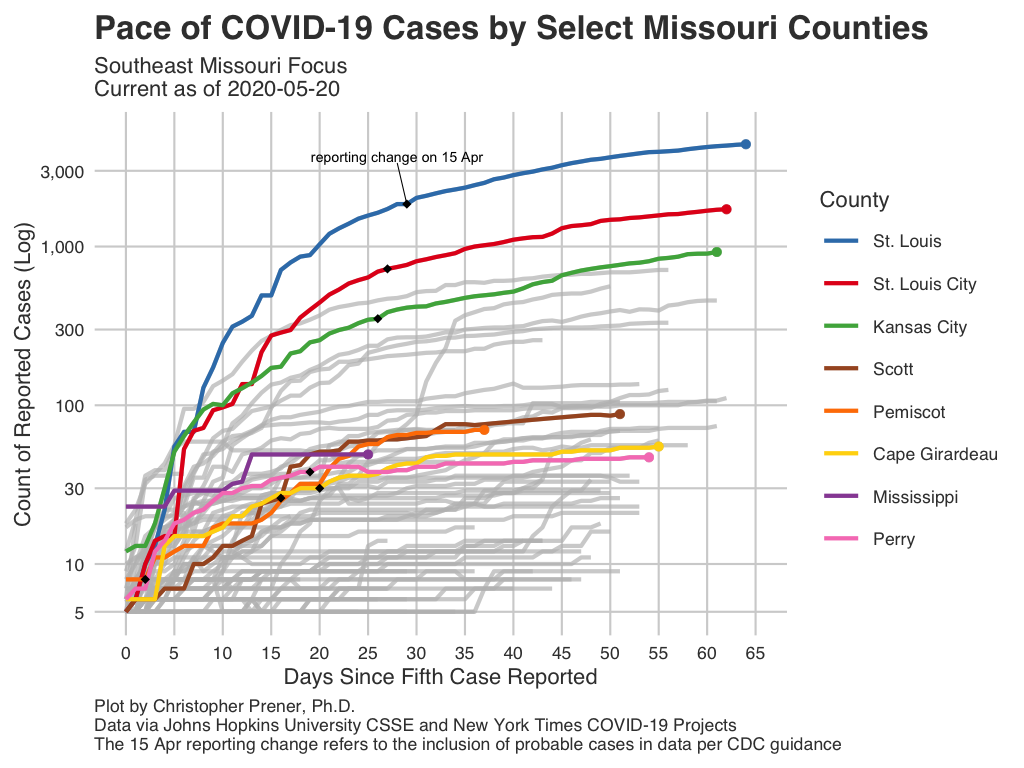 Pace of COVID-19 Cases by Select Missouri Counties
Southeast Missouri Focus
Current as of 2020-05-20
reporting change on 15 Apr
Count of Reported Cases (Log)
3,000
1,000
300
100
30
10
5
0 5 10 15 20 25 30 35 40 45 50 55 60 65
Days Since Fifth Case Reported
County
St. Louis
St. Louis City
Kansas City
Scott
Pemiscot
Cape Girardeau
Mississippi
Perry
Plot by Christopher Prener, Ph.D.
Data via Johns Hopkins University CSSE and New York Times COVID-19 Projects
The 15 Apr reporting change refers to the inclusion of probable cases in data per CDC guidance